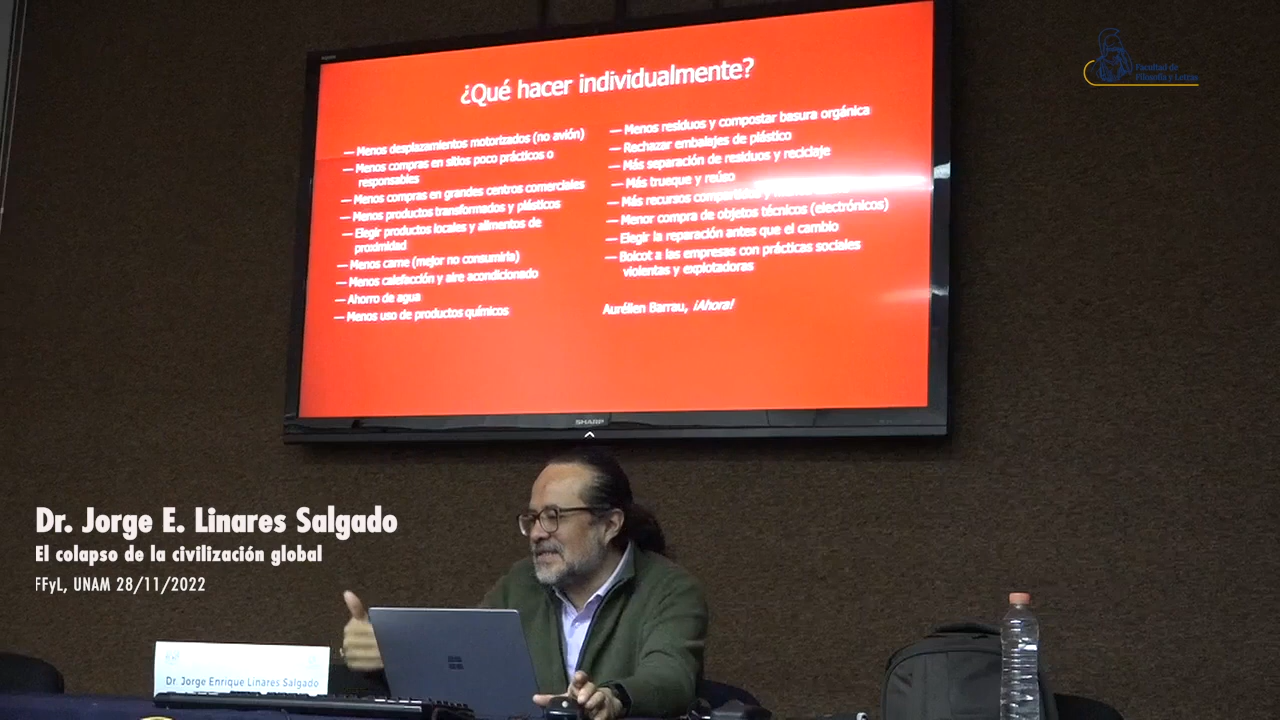 ¿Qué hacer individualmente?
— Menos desplazamientos motorizados (no avión)
— Menos compras en sitios poco prácticos o
responsables
— Menos compras en grandes centros comerciales
— Menos productos transformados y plásticos
— Elegir productos locales y alimentos de
proximidad
— Menos carne (mejor no consumirla)
— Menos calefacción y aire acondicionado
— Ahorro de agua
— Menos uso de productos químicos
— Menos residuos y compostar basura orgánica
— Rechazar embalajes de plástico
— Más separación de residuos y reciclaje
— Más trueque y reúso
— Más recursos compartidos y
— Menor compra de objetos técnicos (electrónicos)
— Elegir la reparación antes que el cambio
— Boicot a las empresas con prácticas sociales
violentas y explotadoras
Aurélien Barrau, ¡Ahora!
SHARP
Facultad de
Filosofía y Letras
Dr. Jorge E. Linares Salgado
El colapso de la civilización global
FFyL, UNAM 28/11/2022
Dr. Jorge Enrique Linares Salgado